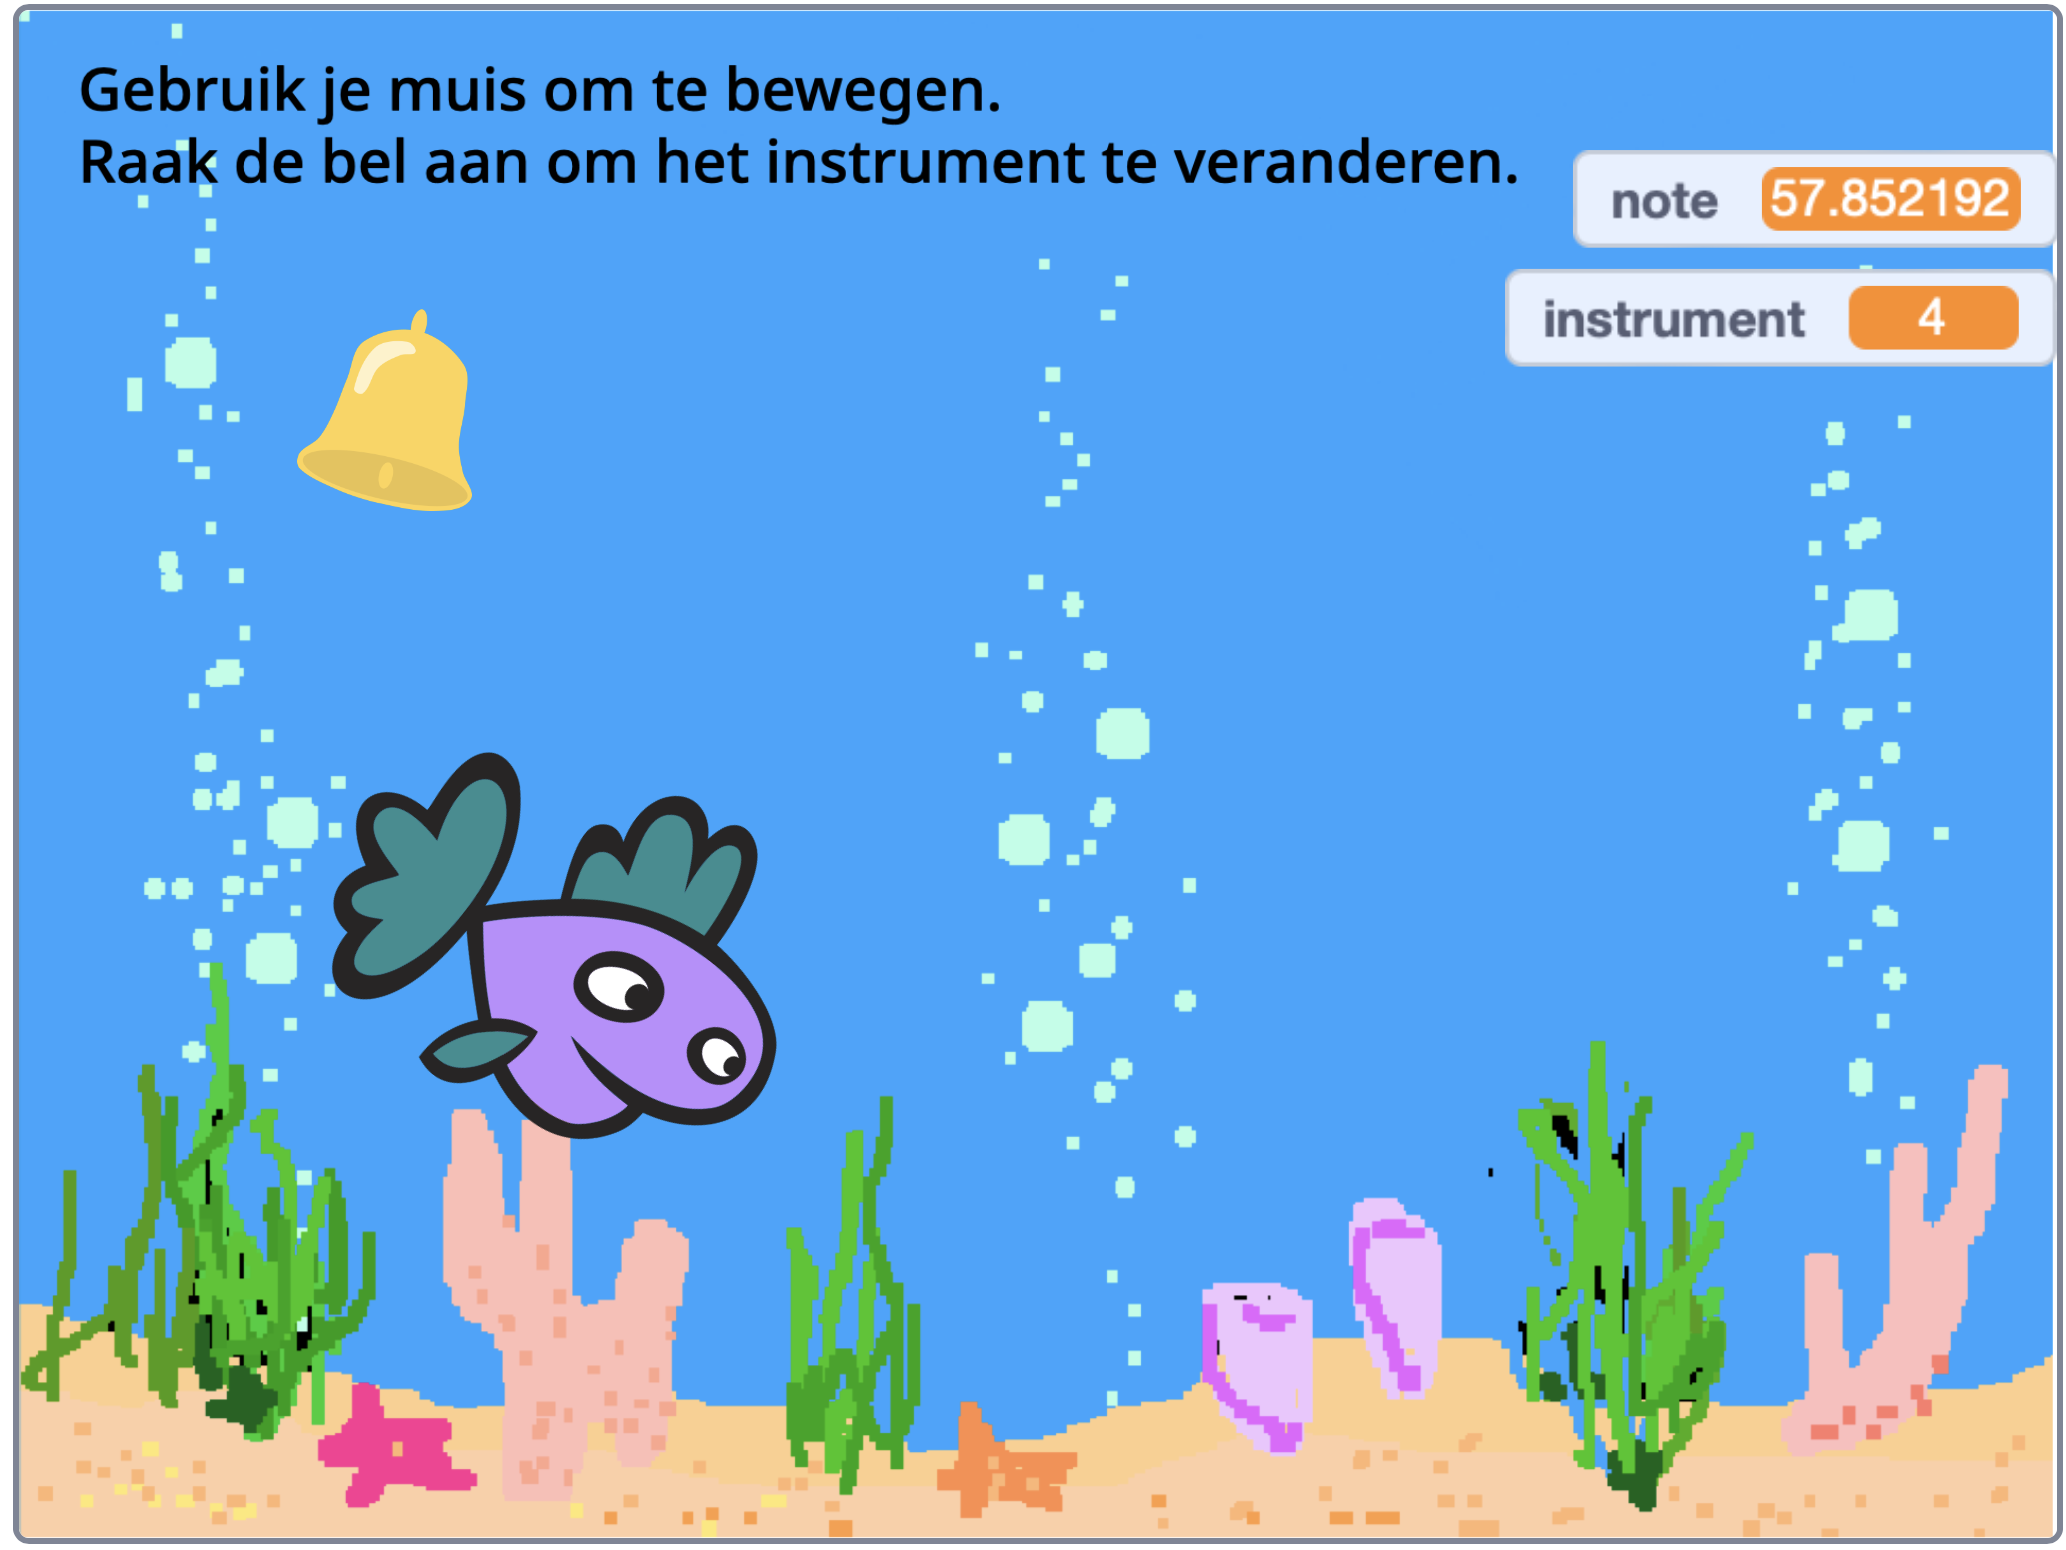 Gebruik je muis om te bewegen.
Raak de bel aan om het instrument te veranderen.
note 57.852192
instrument 4